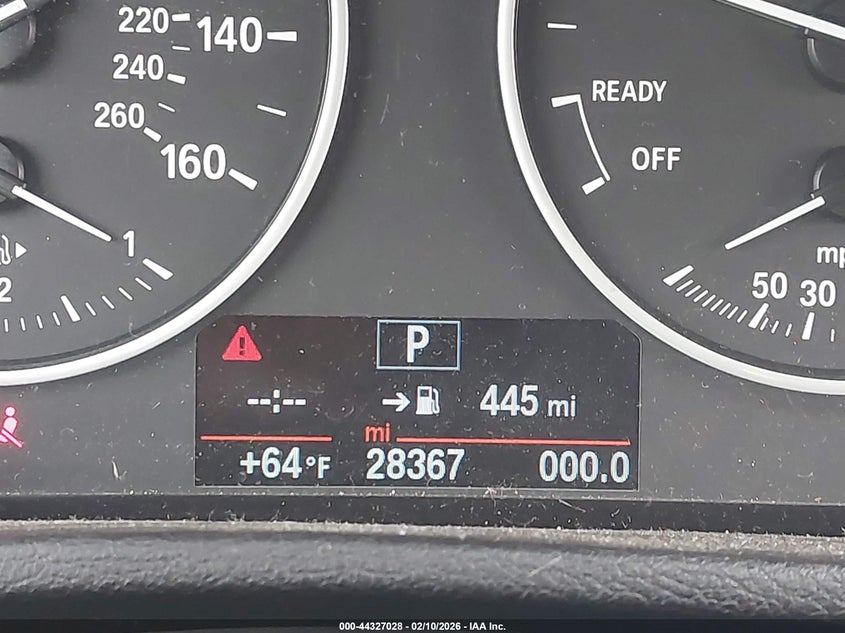 220
140
240
260
160
1
2
READY
OFF
50 30
P
--:-- 445 mi
mi
+64°F 28367 000.0
000-44327028 - 02/10/2026 - IAA Inc.